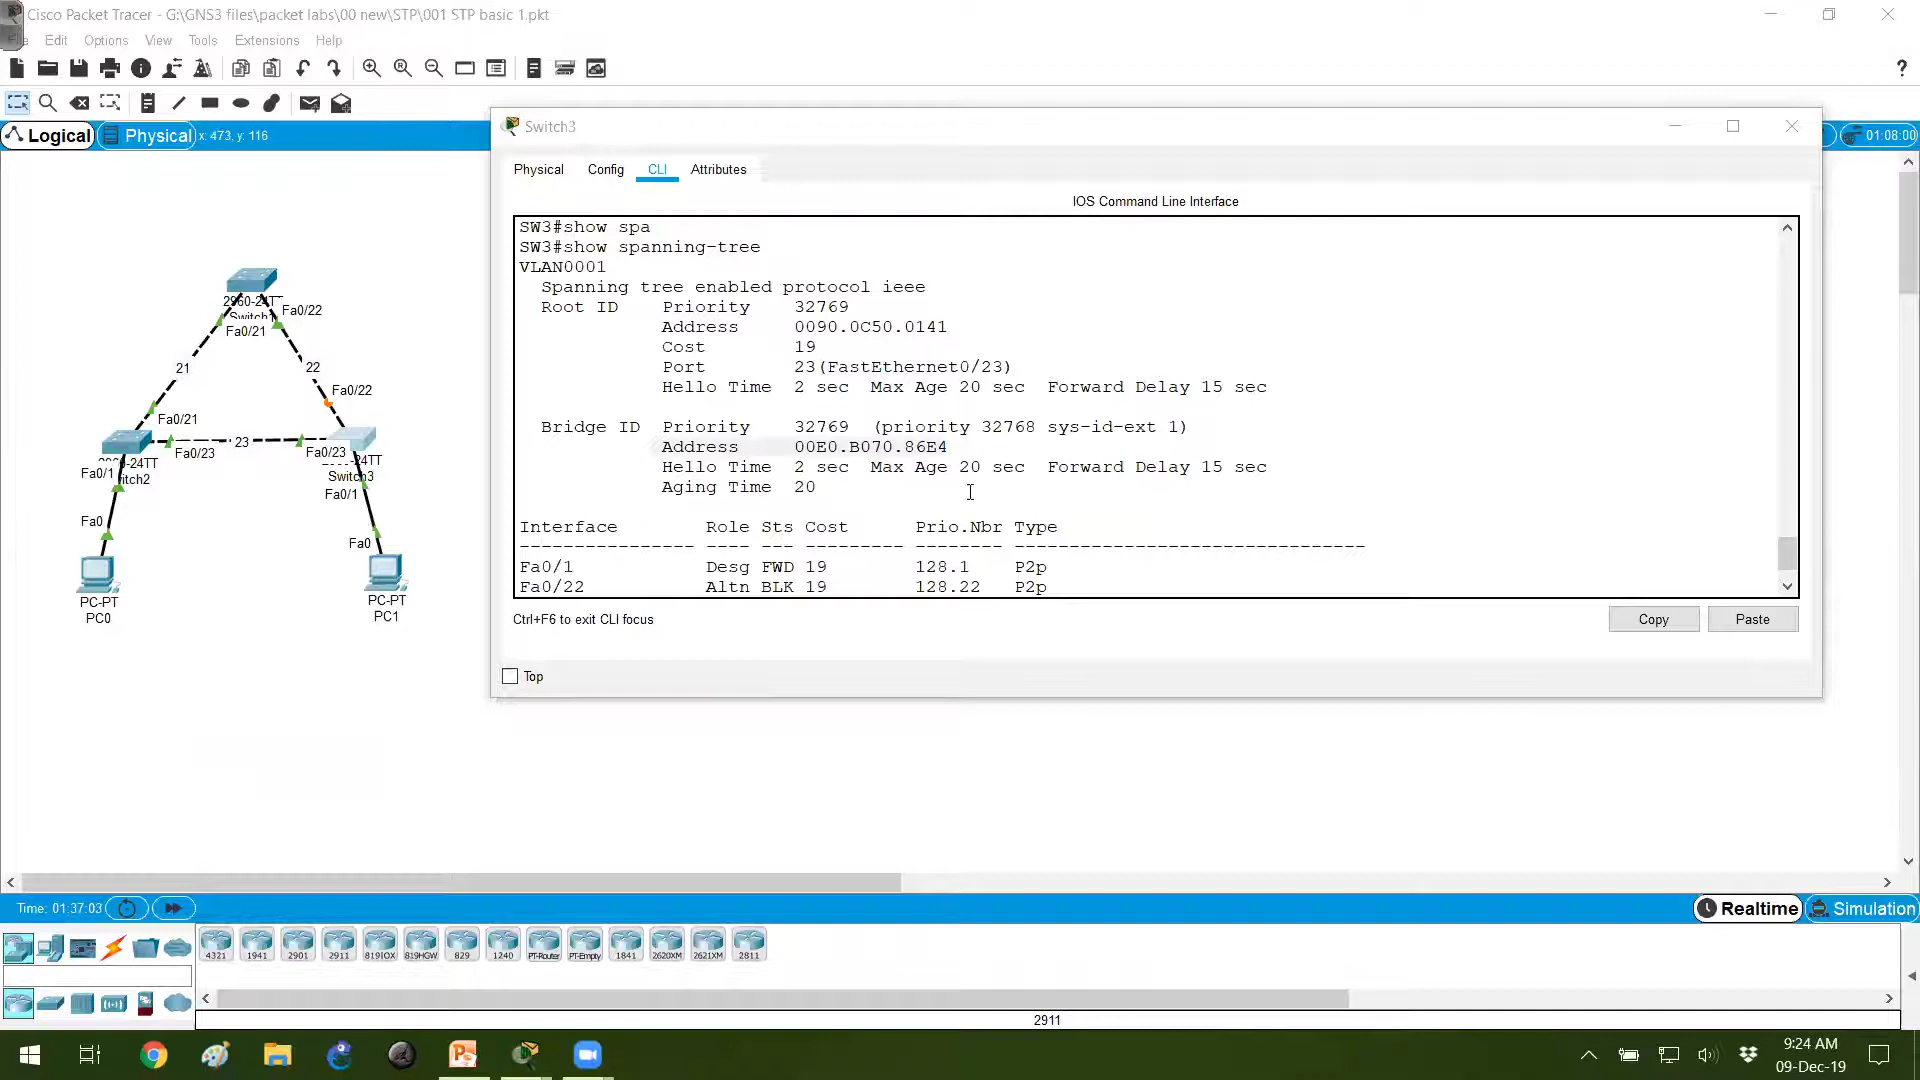 Cisco Packet Tracer - G:\GNS3 files\packet labs\00 new\STP\001 STP basic 1.pkt
Edit Options View Tools Extensions Help
?
Logical Physical x: 473, y: 116
01:08:00
Switch3
Physical Config CLI Attributes
IOS Command Line Interface
SW3#show spa
SW3#show spanning-tree
VLAN0001
Spanning tree enabled protocol ieee
Root ID Priority 32769
Address 0090.0C50.0141
Cost 19
Port 23(FastEthernet0/23)
Hello Time 2 sec Max Age 20 sec Forward Delay 15 sec
Bridge ID Priority 32769 (priority 32768 sys-id-ext 1)
Address 00E0.B070.86E4
Hello Time 2 sec Max Age 20 sec Forward Delay 15 sec
Aging Time 20
Interface Role Sts Cost Prio.Nbr Type
---------------- ---- --- --------- -------- --------------------------------
Fa0/1 Desg FWD 19 128.1 P2p
Fa0/22 Altn BLK 19 128.22 P2p
Ctrl+F6 to exit CLI focus
Copy Paste
Top
2960-24TT
Switch1
Fa0/22
Fa0/21
21
22
Fa0/22
Fa0/21
23
Fa0/23
Fa0/23
Fa0/1
Switch3
Fa0/1
Fa0
Fa0
PC-PT
PC0
PC-PT
PC1
Time: 01:37:03
Realtime Simulation
4321 1941 2901 2911 819IOX 819HGW 829 1240 PT-Router PT-Empty 1841 2620XM 2621XM 2811
2911
9:24 AM
09-Dec-19